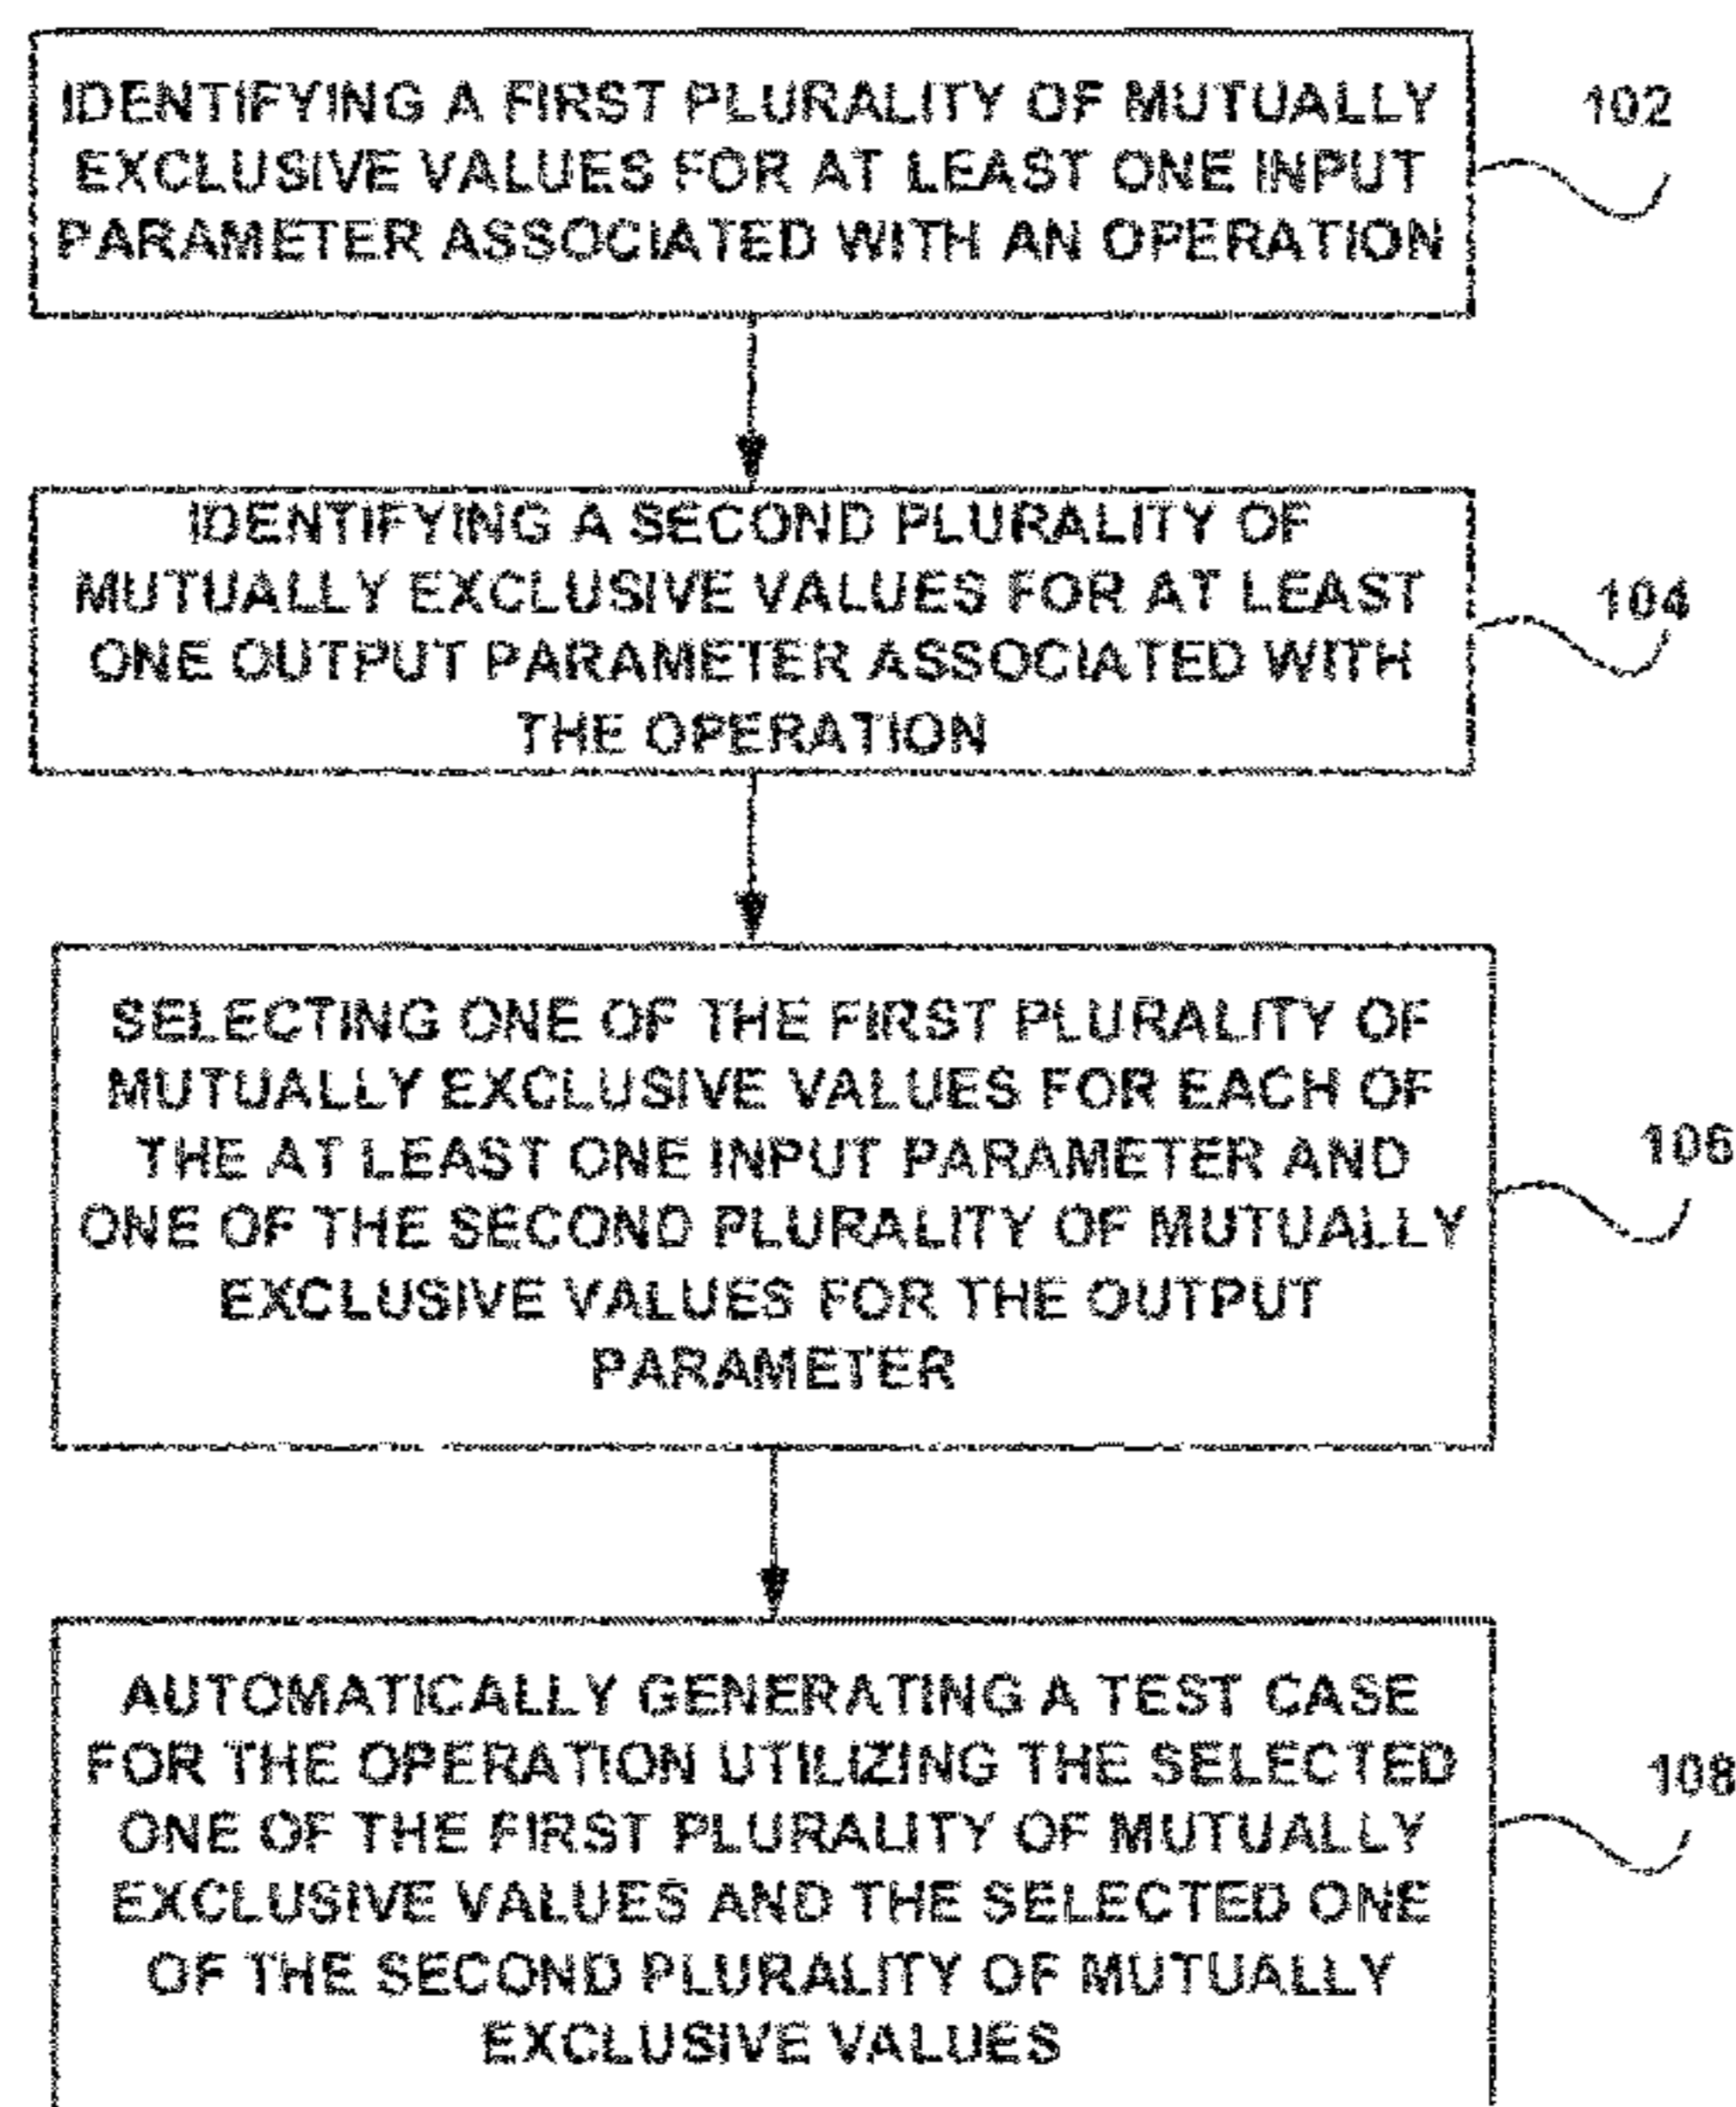 IDENTIFYING A FIRST PLURALITY OF MUTUALLY
EXCLUSIVE VALUES FOR AT LEAST ONE INPUT
PARAMETER ASSOCIATED WITH AN OPERATION
102
IDENTIFYING A SECOND PLURALITY OF
MUTUALLY EXCLUSIVE VALUES FOR AT LEAST
ONE OUTPUT PARAMETER ASSOCIATED WITH
THE OPERATION
104
SELECTING ONE OF THE FIRST PLURALITY OF
MUTUALLY EXCLUSIVE VALUES FOR EACH OF
THE AT LEAST ONE INPUT PARAMETER AND
ONE OF THE SECOND PLURALITY OF MUTUALLY
EXCLUSIVE VALUES FOR THE OUTPUT
PARAMETER
106
AUTOMATICALLY GENERATING A TEST CASE
FOR THE OPERATION UTILIZING THE SELECTED
ONE OF THE FIRST PLURALITY OF MUTUALLY
EXCLUSIVE VALUES AND THE SELECTED ONE
OF THE SECOND PLURALITY OF MUTUALLY
EXCLUSIVE VALUES
108